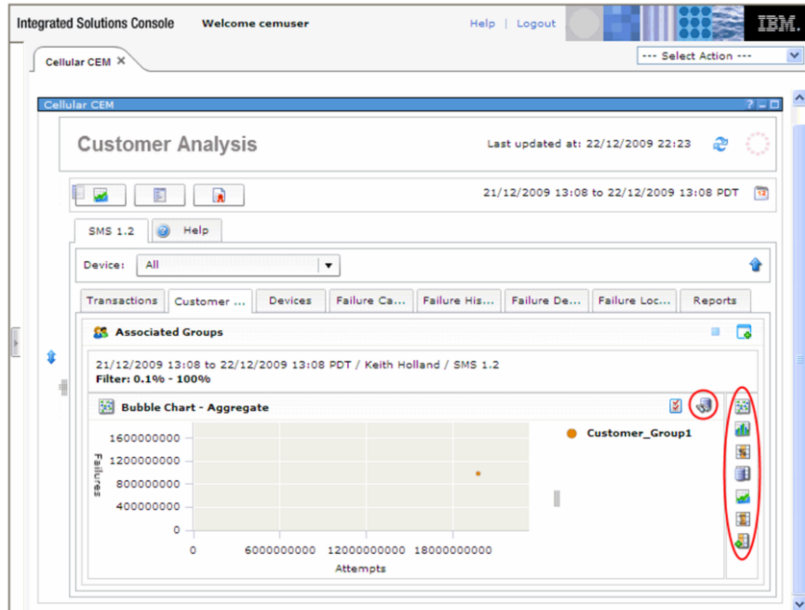 Integrated Solutions Console Welcome cemuser Help | Logout IBM.
Cellular CEM X --- Select Action ---
Cellular CEM
Customer Analysis Last updated at: 22/12/2009 22:23
21/12/2009 13:08 to 22/12/2009 13:08 PDT
SMS 1.2 Help
Device: All
Transactions Customer ... Devices Failure Ca... Failure His... Failure De... Failure Loc... Reports
Associated Groups
21/12/2009 13:08 to 22/12/2009 13:08 PDT / Keith Holland / SMS 1.2
Filter: 0.1% - 100%
Bubble Chart - Aggregate
Failures
1600000000
1200000000
800000000
400000000
0
0 6000000000 12000000000 18000000000
Attempts
Customer_Group1